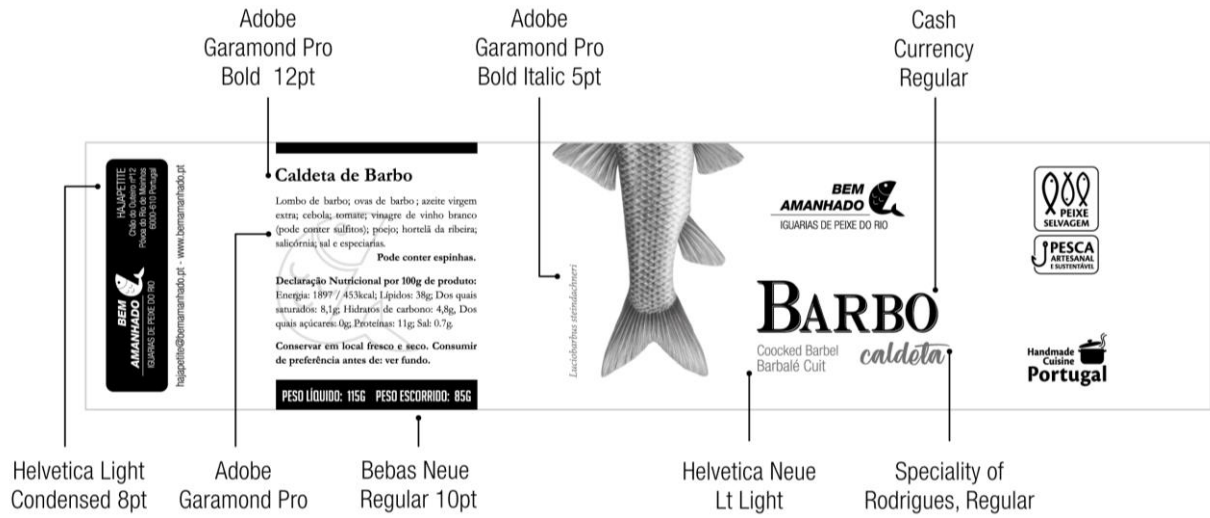 Adobe
Garamond Pro
Bold 12pt
Adobe
Garamond Pro
Bold Italic 5pt
Cash
Currency
Regular
HAJAPETITE
Chão do Outeiro nº12
Póvoa do Rio de Moinhos
6000-610 Portugal
BEM
AMANHADO
IGUARIAS DE PEIXE DO RIO
hajapetite@bemamanhado.pt - www.bemamanhado.pt
Caldeta de Barbo
Lombo de barbo; ovas de barbo ; azeite virgem
extra; cebola; tomate; vinagre de vinho branco
(pode conter sulfitos); poejo; hortelã da ribeira;
salicórnia; sal e especiarias.
Pode conter espinhas.
Declaração Nutricional por 100g de produto:
Energia: 1897 / 453kcal; Lípidos: 38g; Dos quais
saturados: 8,1g; Hidratos de carbono: 4,8g, Dos
quais açúcares: 0g; Proteínas: 11g; Sal: 0.7g.
Conservar em local fresco e seco. Consumir
de preferência antes de: ver fundo.
PESO LÍQUIDO: 115G PESO ESCORRIDO: 85G
Luciobarbus steindachneri
BEM
AMANHADO
IGUARIAS DE PEIXE DO RIO
BARBO
caldeta
Coocked Barbel
Barbalé Cuit
PEIXE
SELVAGEM
PESCA
ARTESANAL
E SUSTENTÁVEL
Handmade
Cuisine
Portugal
Helvetica Light
Condensed 8pt
Adobe
Garamond Pro
Bebas Neue
Regular 10pt
Helvetica Neue
Lt Light
Speciality of
Rodrigues, Regular